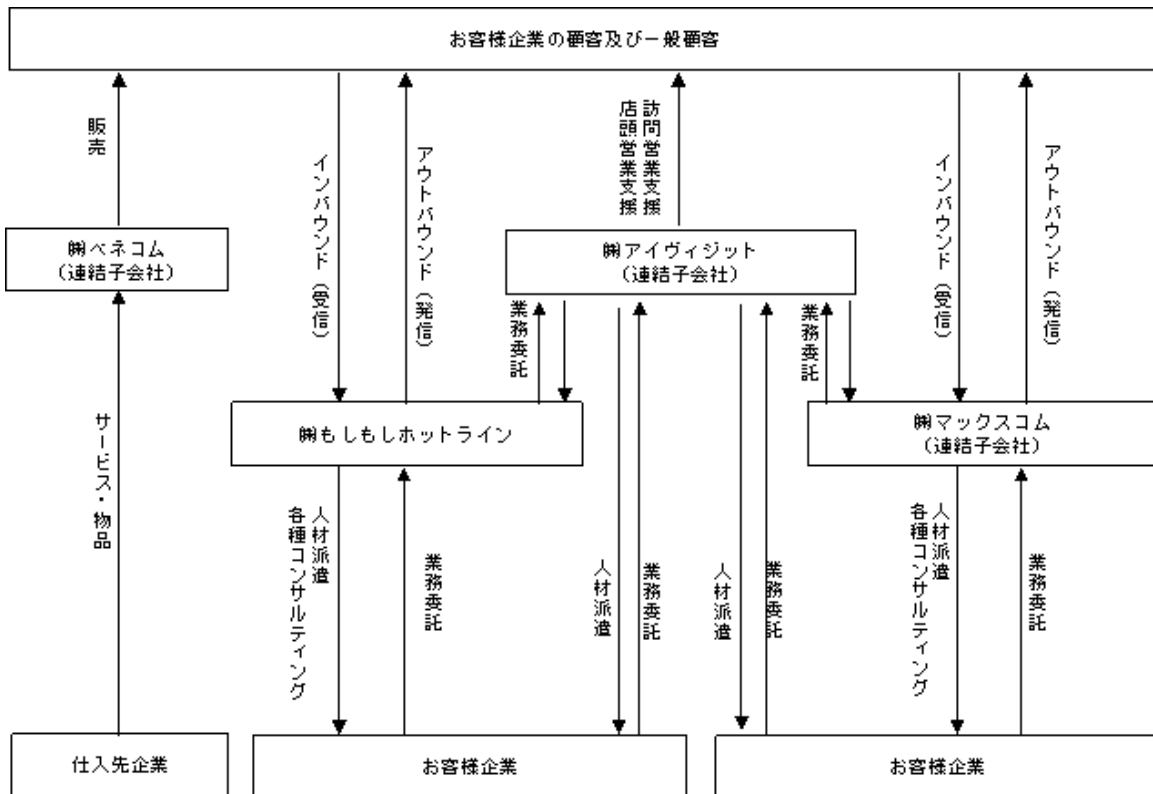 お客様企業の顧客及び一般顧客
販売
インバウンド(受信)
アウトバウンド(発信)
訪問営業支援
店頭営業支援
インバウンド(受信)
アウトバウンド(発信)
㈱ベネコム
(連結子会社)
㈱アイヴィジット
(連結子会社)
業務委託
業務委託
サービス・物品
㈱もしもしホットライン
㈱マックスコム
(連結子会社)
人材派遣
各種コンサルティング
業務委託
人材派遣
業務委託
人材派遣
業務委託
人材派遣
各種コンサルティング
業務委託
仕入先企業
お客様企業
お客様企業